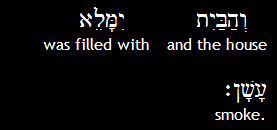 וְהַבַּיִת יִמָּלֵא
was filled with and the house
עָשָׁן׃
smoke.